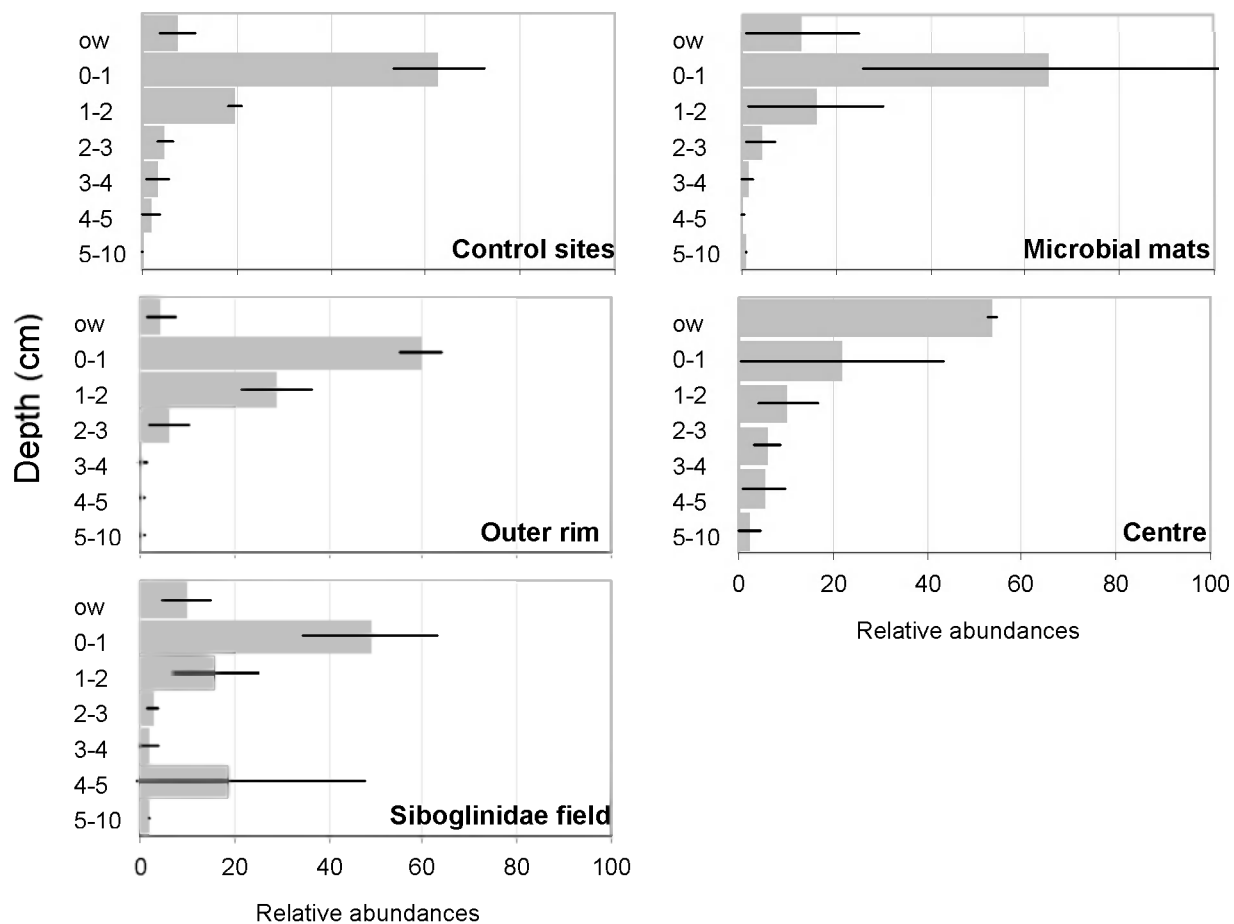 Depth (cm)
ow
0-1
1-2
2-3
3-4
4-5
5-10
Control sites
ow
0-1
1-2
2-3
3-4
4-5
5-10
Microbial mats
ow
0-1
1-2
2-3
3-4
4-5
5-10
Outer rim
ow
0-1
1-2
2-3
3-4
4-5
5-10
Centre
0 20 40 60 80 100
Relative abundances
ow
0-1
1-2
2-3
3-4
4-5
5-10
Siboglinidae field
0 20 40 60 80 100
Relative abundances